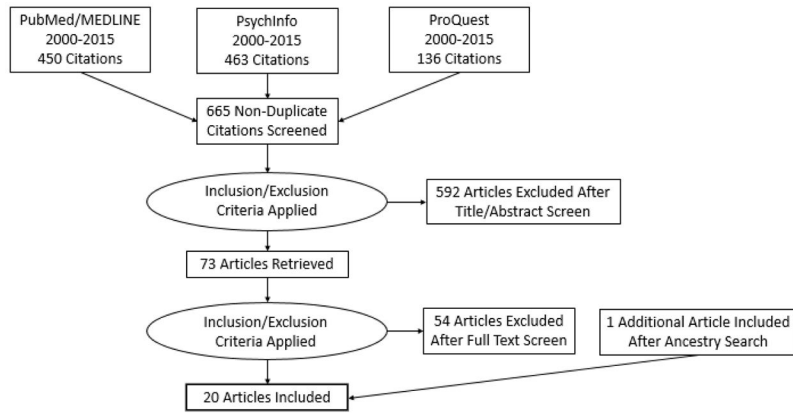 PubMed/MEDLINE
2000-2015
450 Citations
PsychInfo
2000-2015
463 Citations
ProQuest
2000-2015
136 Citations
665 Non-Duplicate
Citations Screened
Inclusion/Exclusion
Criteria Applied
592 Articles Excluded After
Title/Abstract Screen
73 Articles Retrieved
Inclusion/Exclusion
Criteria Applied
54 Articles Excluded
After Full Text Screen
1 Additional Article Included
After Ancestry Search
20 Articles Included